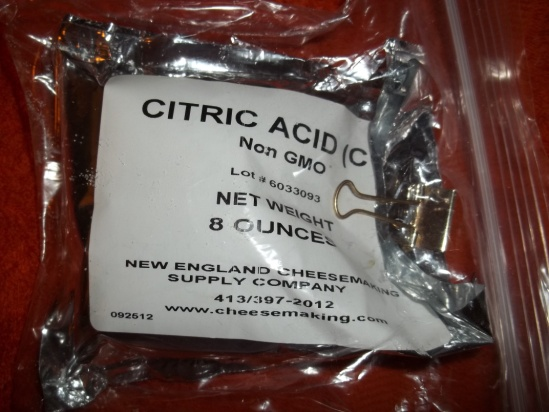 CITRIC ACID (C
Non GMO
Lot # 6033093
NET WEIGHT
8 OUNCES
NEW ENGLAND CHEESEMAKING
SUPPLY COMPANY
413/397-2012
www.cheesemaking.com
092512